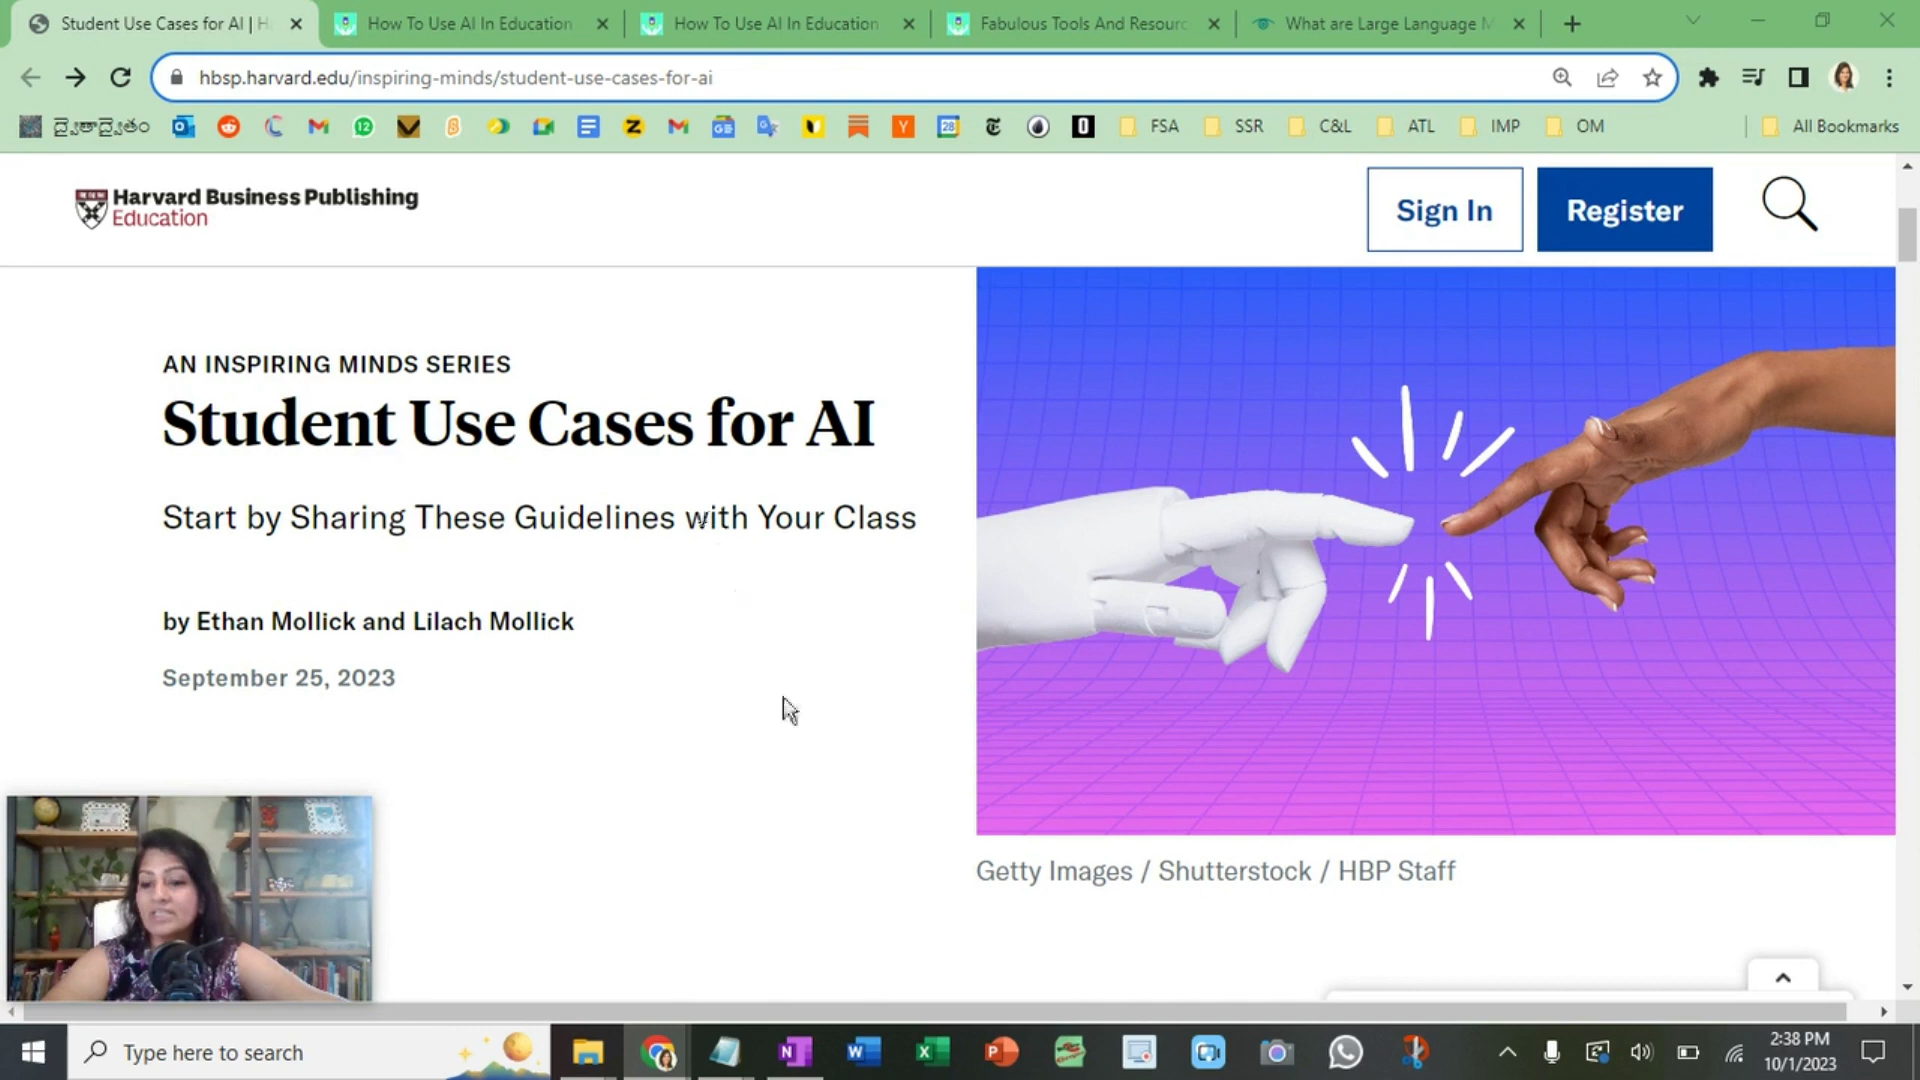 Student Use Cases for AI | Ha
How To Use AI In Education
How To Use AI In Education
Fabulous Tools And Resourc
What are Large Language M
hbsp.harvard.edu/inspiring-minds/student-use-cases-for-ai
ద్వైతాద్వైతం
12
28
FSA
SSR
C&L
ATL
IMP
OM
All Bookmarks
Harvard Business Publishing
Education
Sign In
Register
AN INSPIRING MINDS SERIES
Student Use Cases for AI
Start by Sharing These Guidelines with Your Class
by Ethan Mollick and Lilach Mollick
September 25, 2023
Getty Images / Shutterstock / HBP Staff
Type here to search
2:38 PM
10/1/2023